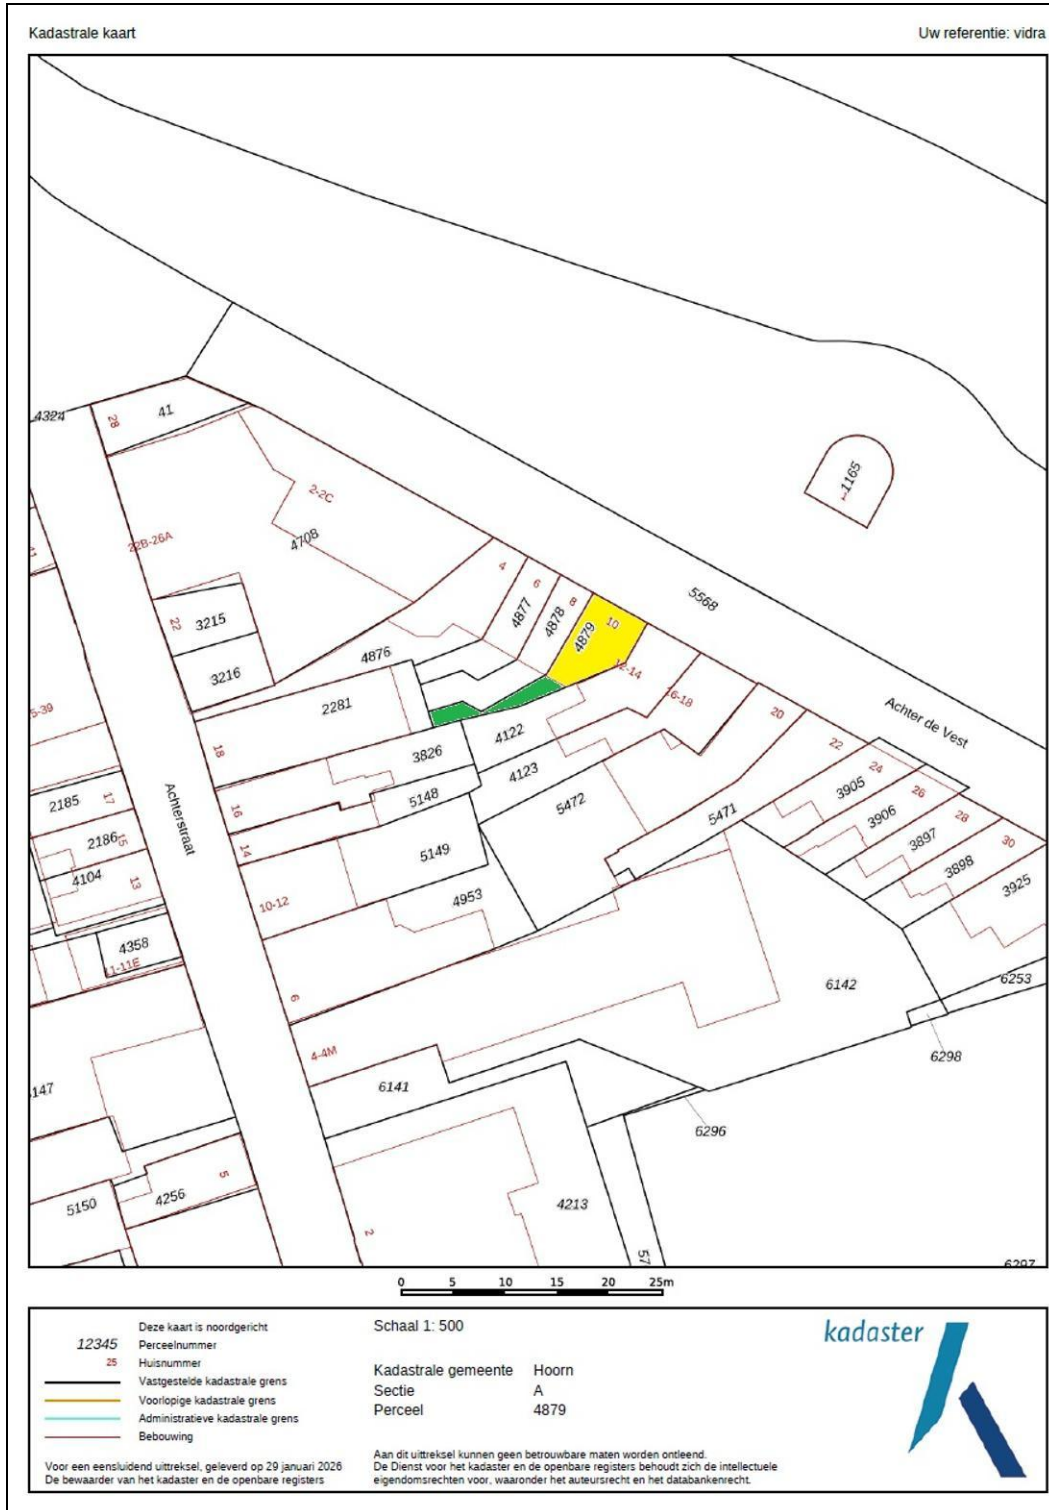 Kadastrale kaart
Uw referentie: vidra
4324
28
41
2-2C
4708
22B-26A
22
3215
3216
4876
4
6
4877
8
4878
10
4879
12-14
16-18
20
22
24
26
28
30
1
1165
5568
Achter de Vest
Achterstraat
18
2281
3826
4122
4123
5148
5149
5472
5471
3905
3906
3897
3898
3925
16
14
10-12
4953
6
4-4M
6141
6142
6253
6298
6296
4213
57
6297
2
2185
17
2186
15
4104
13
4358
11-11E
5150
4256
5
0 5 10 15 20 25m
Deze kaart is noordgericht
12345 Perceelnummer
25 Huisnummer
Vastgestelde kadastrale grens
Voorlopige kadastrale grens
Administratieve kadastrale grens
Bebouwing
Voor een eensluidend uittreksel, geleverd op 29 januari 2026
De bewaarder van het kadaster en de openbare registers
Schaal 1: 500
Kadastrale gemeente Hoorn
Sectie A
Perceel 4879
Aan dit uittreksel kunnen geen betrouwbare maten worden ontleend.
De Dienst voor het kadaster en de openbare registers behoudt zich de intellectuele
eigendomsrechten voor, waaronder het auteursrecht en het databankenrecht.
kadaster